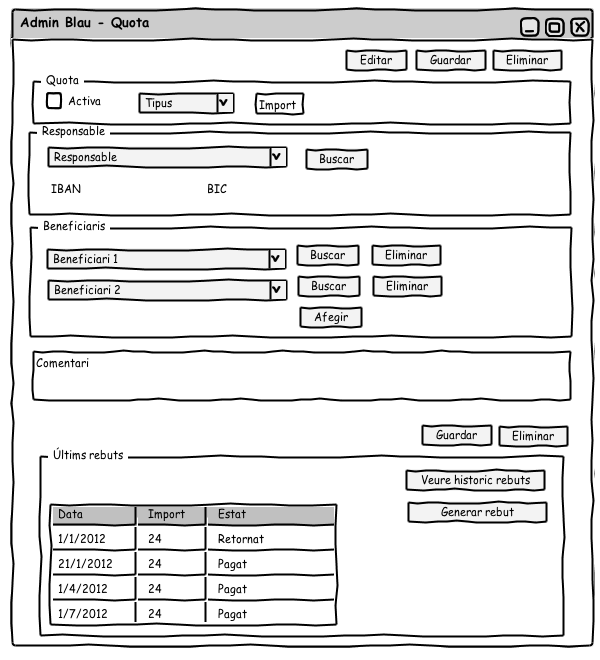 Admin Blau - Quota
Editar Guardar Eliminar
Quota
Activa Tipus Import
Responsable
Responsable Buscar
IBAN BIC
Beneficiaris
Beneficiari 1 Buscar Eliminar
Beneficiari 2 Buscar Eliminar
Afegir
Comentari
Guardar Eliminar
Últims rebuts
Veure historic rebuts
Generar rebut
Data Import Estat
1/1/2012 24 Retornat
21/1/2012 24 Pagat
1/4/2012 24 Pagat
1/7/2012 24 Pagat